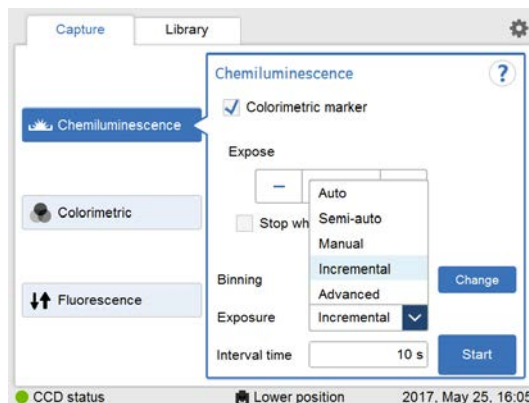 Capture
Library
Chemiluminescence
?
Colorimetric marker
Chemiluminescence
Expose
Auto
Semi-auto
Colorimetric
Stop wh
Manual
Incremental
Binning
Change
Advanced
Fluorescence
Exposure
Incremental
Interval time
10 s
Start
CCD status
Lower position
2017, May 25, 16:05